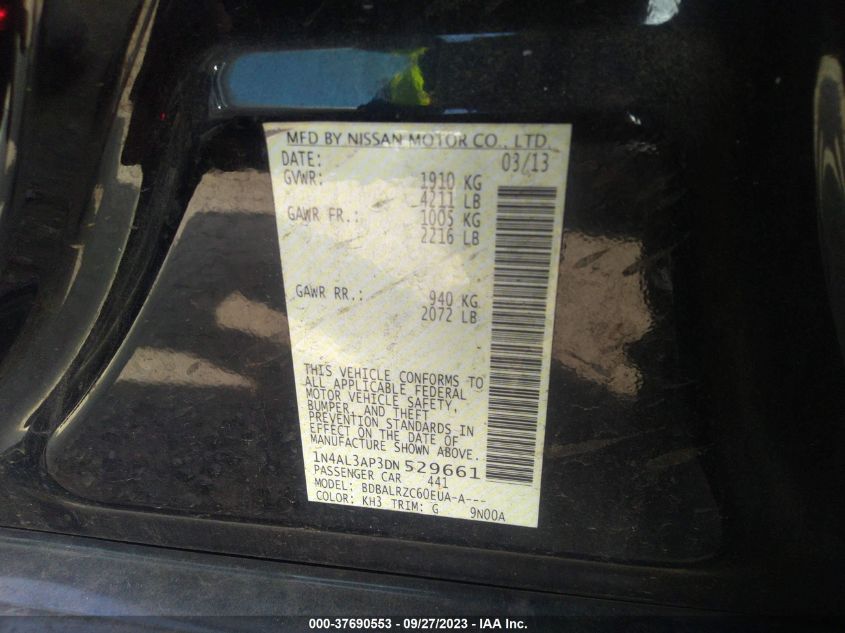 MFD BY NISSAN MOTOR CO., LTD.
DATE: 03/13
GVWR: 1910 KG
4211 LB
GAWR FR.: 1005 KG
2216 LB
GAWR RR.: 940 KG
2072 LB
THIS VEHICLE CONFORMS TO
ALL APPLICABLE FEDERAL
MOTOR VEHICLE SAFETY,
BUMPER, AND THEFT
PREVENTION STANDARDS IN
EFFECT ON THE DATE OF
MANUFACTURE SHOWN ABOVE.
1N4AL3AP3DN 529661
PASSENGER CAR 441
MODEL: BDBALRZC60EUA-A---
COLOR: KH3 TRIM: G 9N00A
000-37690553 - 09/27/2023 - IAA Inc.